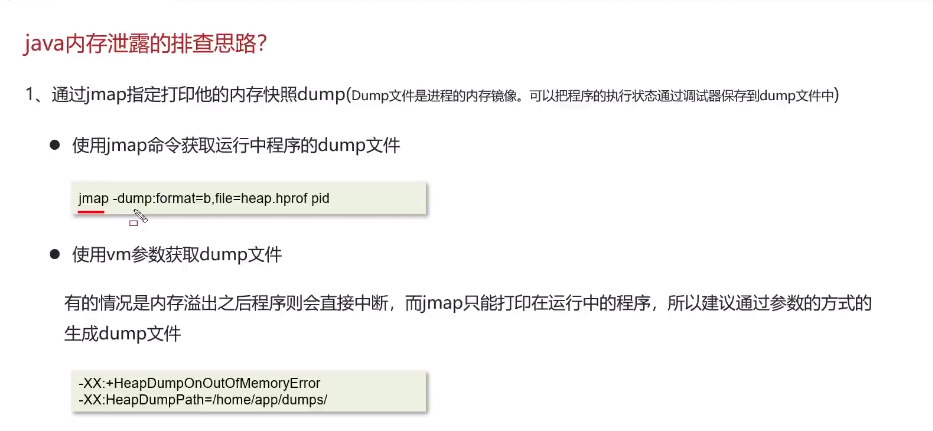 java内存泄露的排查思路?
1、通过jmap指定打印他的内存快照dump(Dump文件是进程的内存镜像。可以把程序的执行状态通过调试器保存到dump文件中)
● 使用jmap命令获取运行中程序的dump文件
jmap -dump:format=b,file=heap.hprof pid
● 使用vm参数获取dump文件
有的情况是内存溢出之后程序则会直接中断，而jmap只能打印在运行中的程序，所以建议通过参数的方式的
生成dump文件
-XX:+HeapDumpOnOutOfMemoryError
-XX:HeapDumpPath=/home/app/dumps/